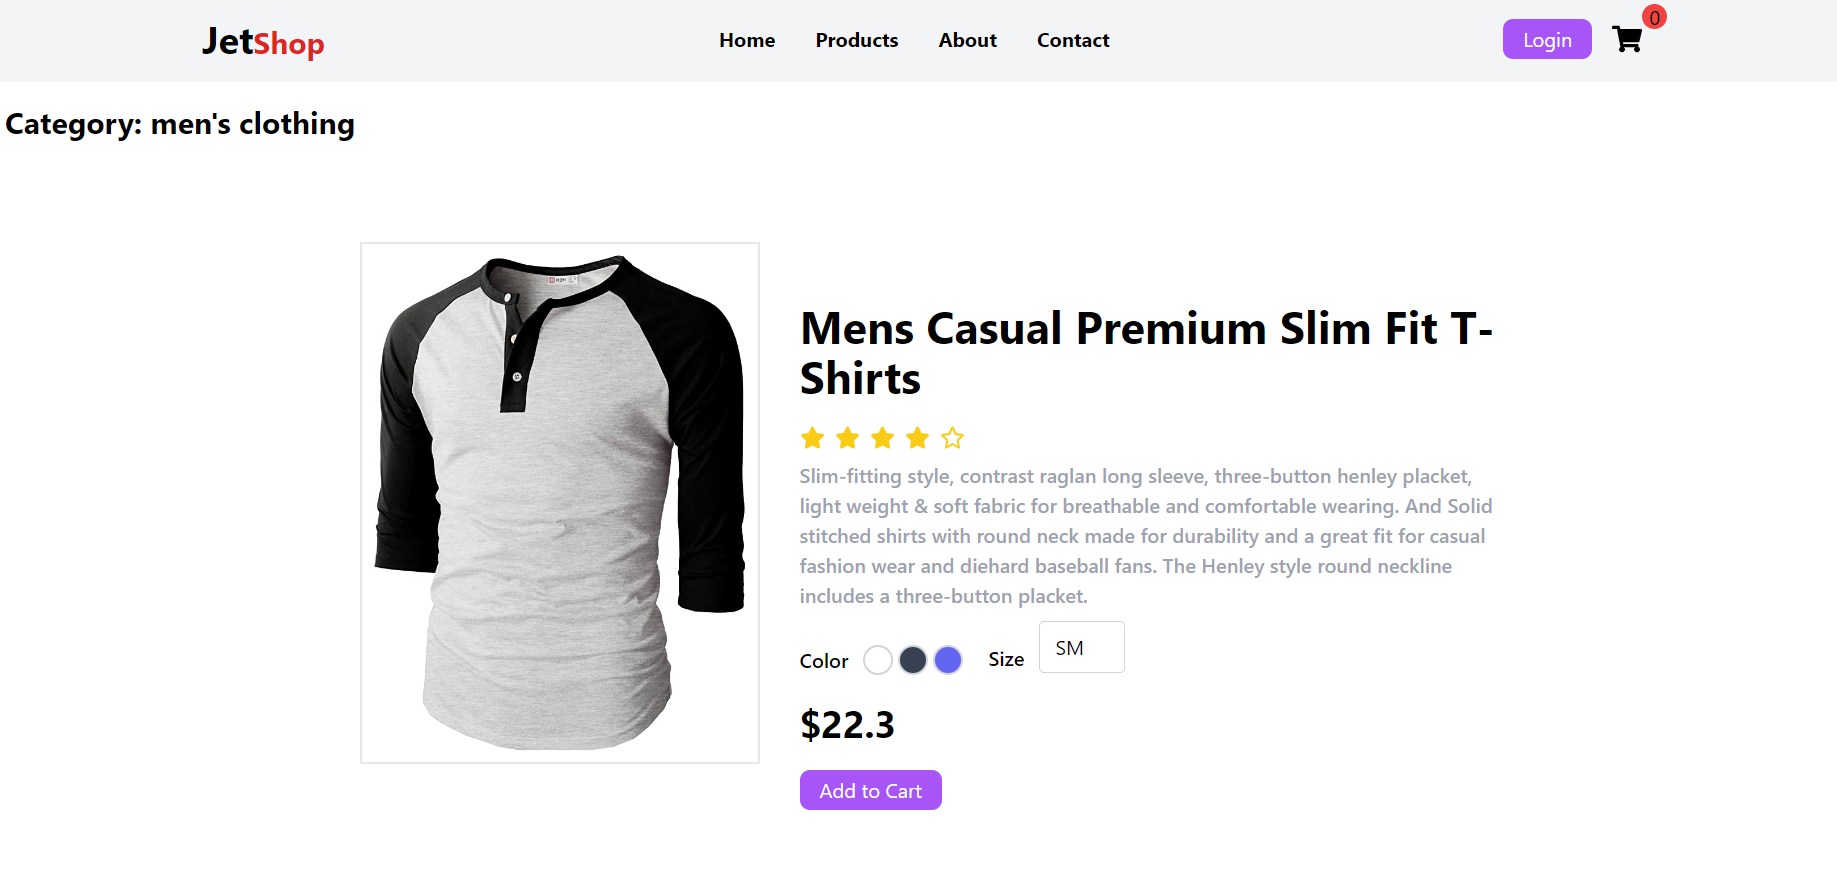 JetShop
Home Products About Contact
Login
0
Category: men's clothing
Mens Casual Premium Slim Fit T-
Shirts
Slim-fitting style, contrast raglan long sleeve, three-button henley placket,
light weight & soft fabric for breathable and comfortable wearing. And Solid
stitched shirts with round neck made for durability and a great fit for casual
fashion wear and diehard baseball fans. The Henley style round neckline
includes a three-button placket.
Color
Size
SM
$22.3
Add to Cart